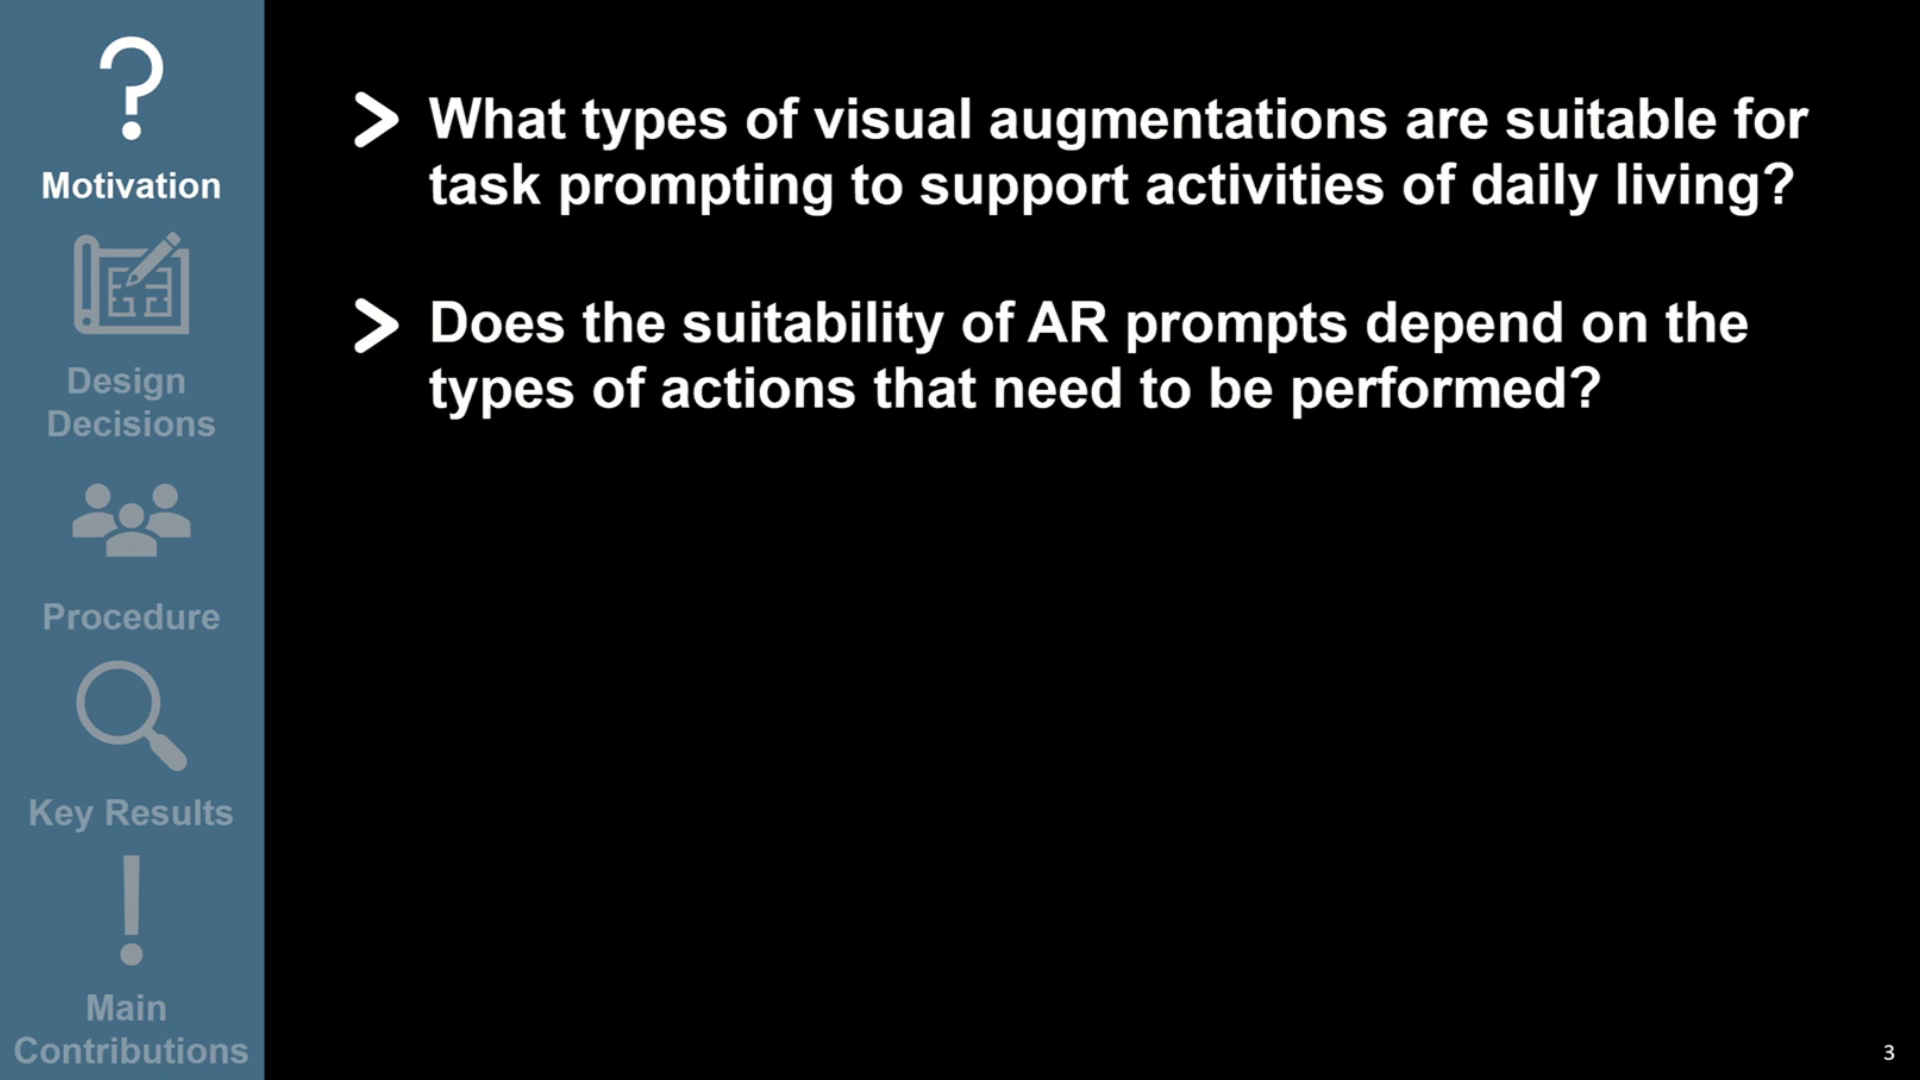 Motivation
Design
Decisions
Procedure
Key Results
Main
Contributions
What types of visual augmentations are suitable for
task prompting to support activities of daily living?
Does the suitability of AR prompts depend on the
types of actions that need to be performed?
3